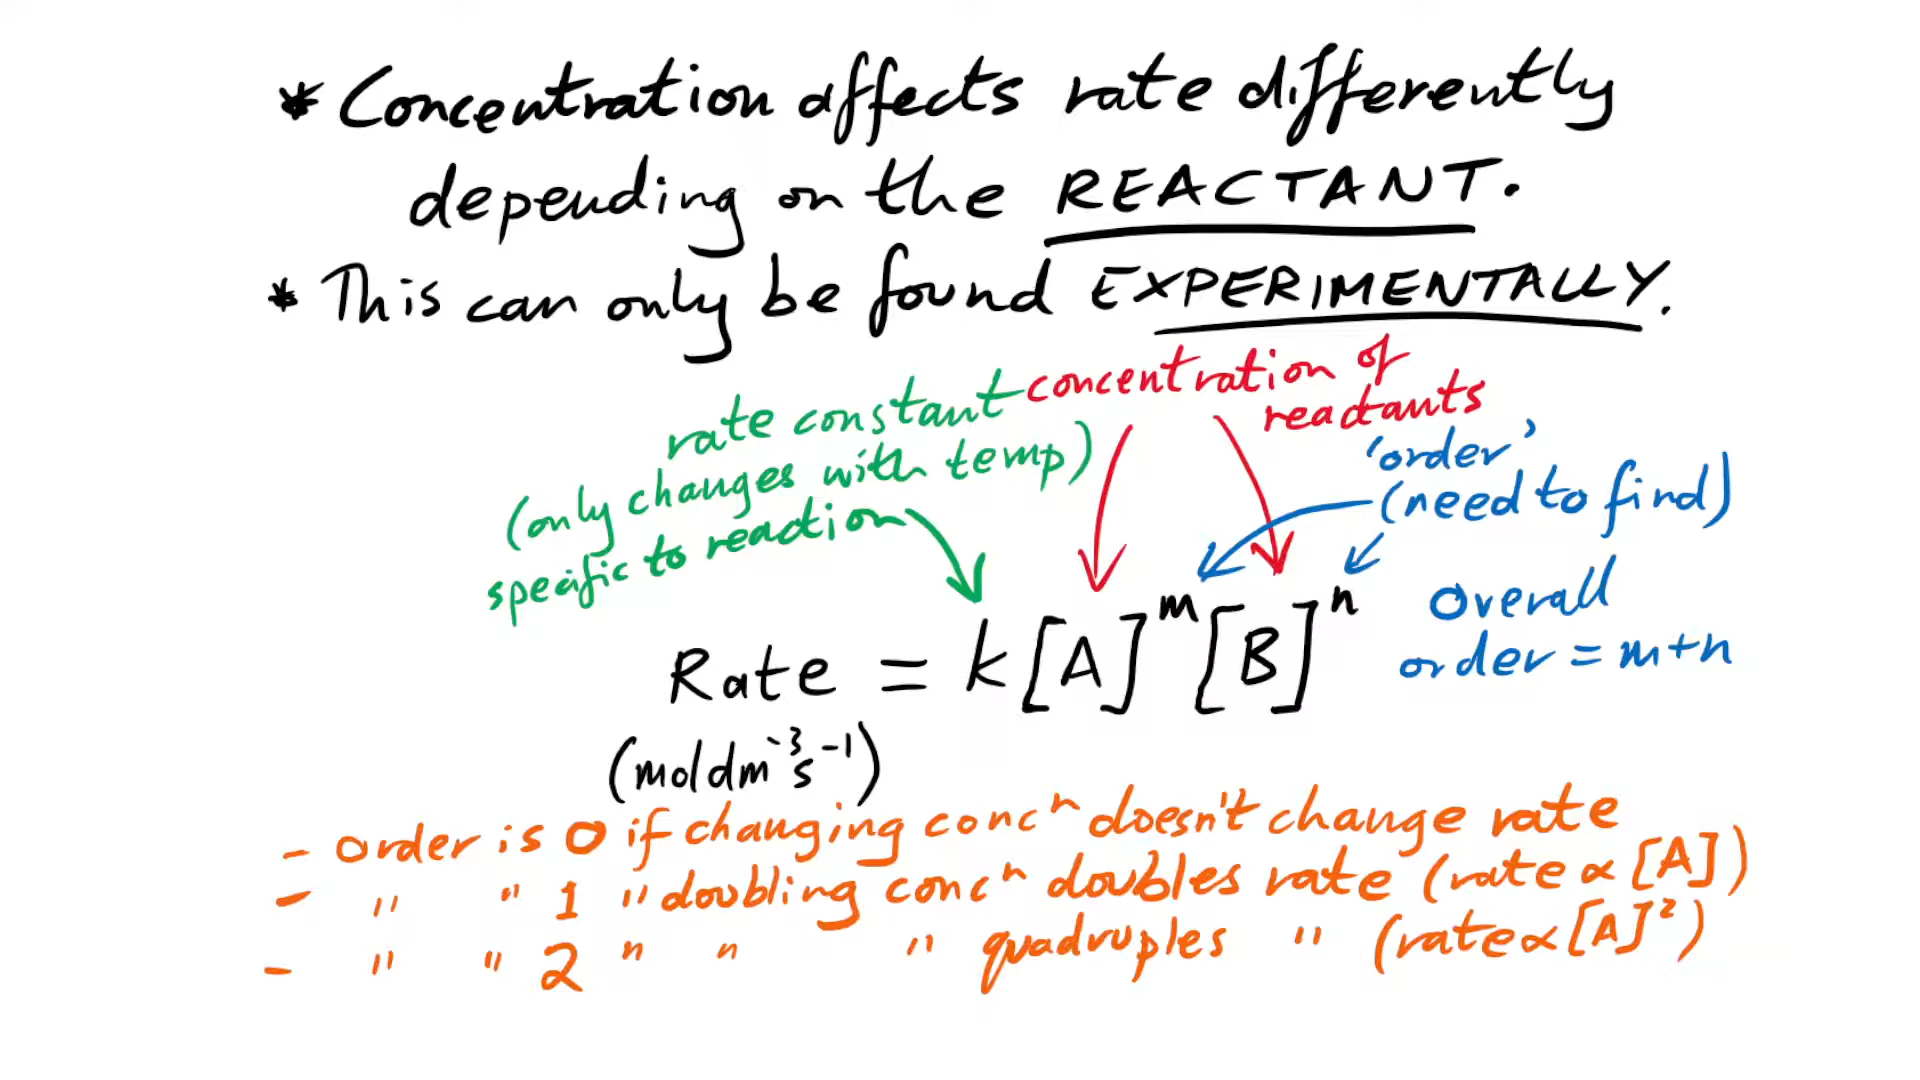 * Concentration affects rate differently
depending on the REACTANT.
* This can only be found EXPERIMENTALLY.
rate constant
(only changes with temp)
specific to reaction
concentration of
reactants
'order'
(need to find)
Overall
order = m+n
Rate = k[A]ᵐ[B]ⁿ
(moldm⁻³s⁻¹)
- Order is 0 if changing concⁿ doesn't change rate
- " " 1 " doubling concⁿ doubles rate (rate ∝ [A])
- " " 2 " " " quadruples " (rate ∝ [A]²)